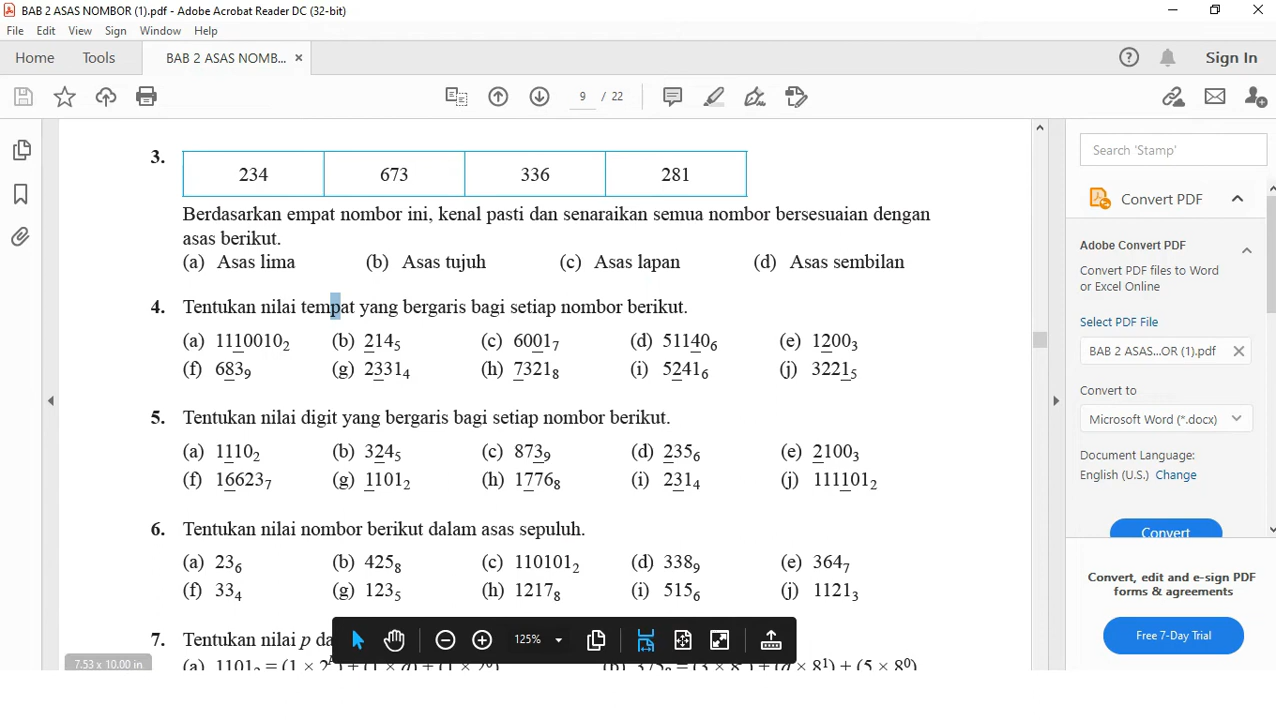 BAB 2 ASAS NOMBOR (1).pdf - Adobe Acrobat Reader DC (32-bit)
File Edit View Sign Window Help
Home Tools BAB 2 ASAS NOMB... × Sign In
9 / 22
Search 'Stamp'
Convert PDF
Adobe Convert PDF
Convert PDF files to Word
or Excel Online
Select PDF File
BAB 2 ASAS...OR (1).pdf
Convert to
Microsoft Word (*.docx)
Document Language:
English (U.S.) Change
Convert
Convert, edit and e-sign PDF
forms & agreements
Free 7-Day Trial
3. 234 673 336 281
Berdasarkan empat nombor ini, kenal pasti dan senaraikan semua nombor bersesuaian dengan
asas berikut.
(a) Asas lima (b) Asas tujuh (c) Asas lapan (d) Asas sembilan
4. Tentukan nilai tempat yang bergaris bagi setiap nombor berikut.
(a) 1110010₂ (b) 214₅ (c) 6001₇ (d) 51140₆ (e) 1200₃
(f) 683₉ (g) 2331₄ (h) 7321₈ (i) 5241₆ (j) 3221₅
5. Tentukan nilai digit yang bergaris bagi setiap nombor berikut.
(a) 1110₂ (b) 324₅ (c) 873₉ (d) 235₆ (e) 2100₃
(f) 16623₇ (g) 1101₂ (h) 1776₈ (i) 231₄ (j) 111101₂
6. Tentukan nilai nombor berikut dalam asas sepuluh.
(a) 23₆ (b) 425₈ (c) 110101₂ (d) 338₉ (e) 364₇
(f) 33₄ (g) 123₅ (h) 1217₈ (i) 515₆ (j) 1121₃
7. Tentukan nilai p da
125%
7.53 x 10.00 in